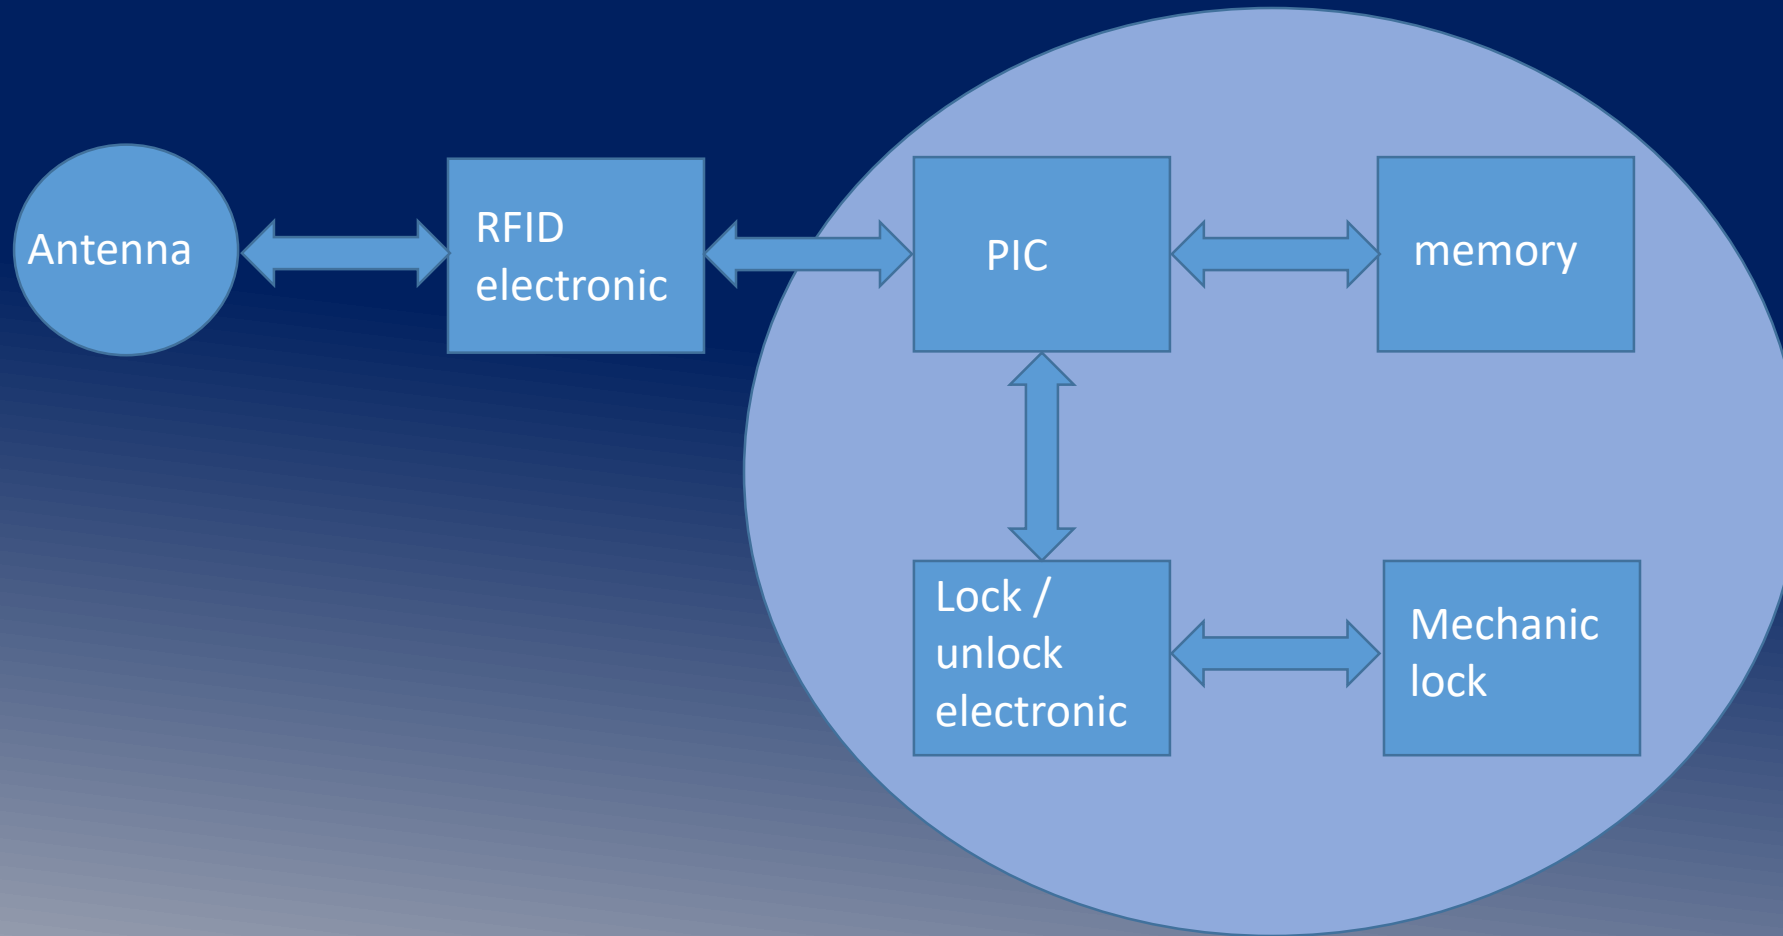 Antenna
RFID
electronic
PIC
memory
Lock /
unlock
electronic
Mechanic
lock